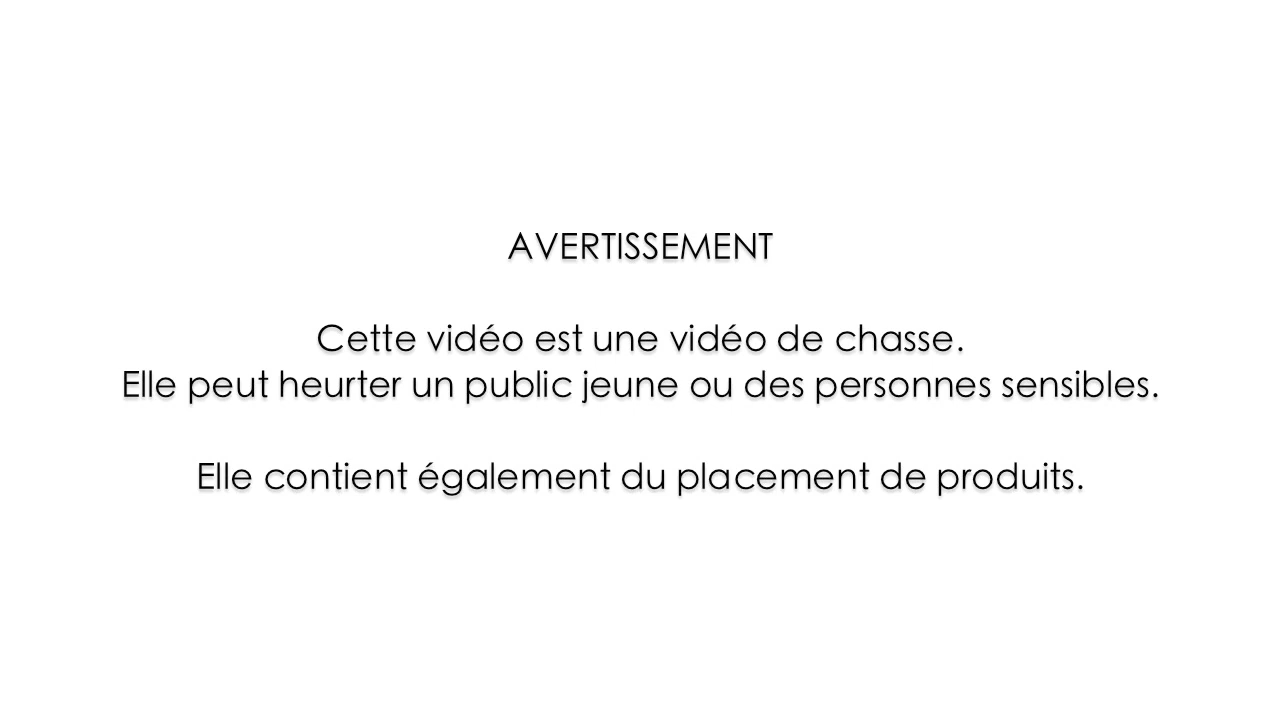 AVERTISSEMENT
Cette vidéo est une vidéo de chasse.
Elle peut heurter un public jeune ou des personnes sensibles.
Elle contient également du placement de produits.